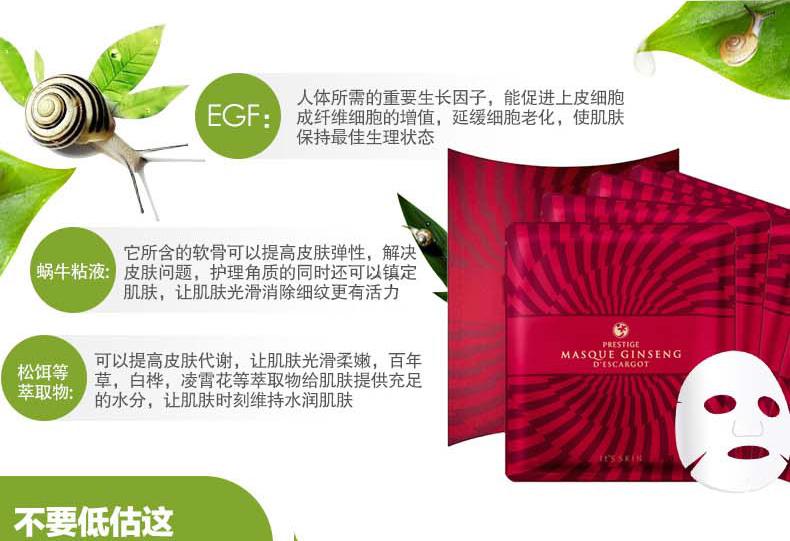 EGF:
人体所需的重要生长因子，能促进上皮细胞
成纤维细胞的增值，延缓细胞老化，使肌肤
保持最佳生理状态
蜗牛粘液:
它所含的软骨可以提高皮肤弹性，解决
皮肤问题，护理角质的同时还可以镇定
肌肤，让肌肤光滑消除细纹更有活力
松饵等
萃取物:
可以提高皮肤代谢，让肌肤光滑柔嫩，百年
草，白桦，凌霄花等萃取物给肌肤提供充足
的水分，让肌肤时刻维持水润肌肤
PRESTIGE
MASQUE GINSENG
D'ESCARGOT
It'S SKIN
不要低估这